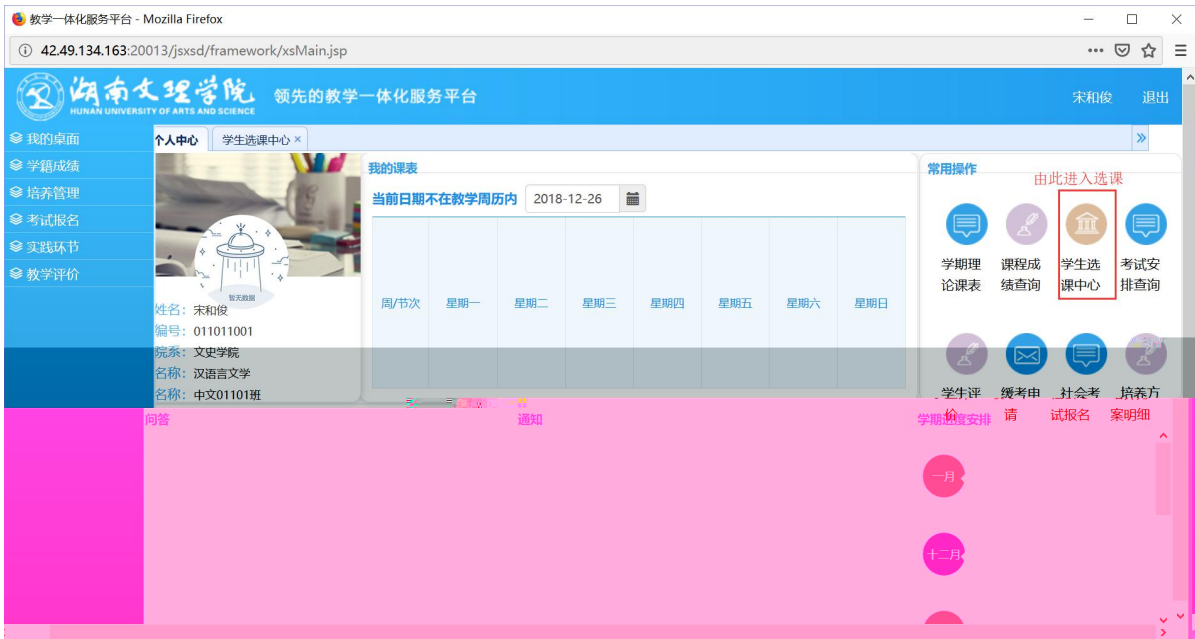 教学一体化服务平台 - Mozilla Firefox
42.49.134.163:20013/jsxsd/framework/xsMain.jsp
湖南文理学院
HUNAN UNIVERSITY OF ARTS AND SCIENCE
领先的教学一体化服务平台
宋和俊 退出
我的桌面
学籍成绩
培养管理
考试报名
实践环节
教学评价
个人中心 学生选课中心 ×
暂无数据
姓名：宋和俊
编号：011011001
院系：文史学院
名称：汉语言文学
名称：中文01101班
我的课表
当前日期不在教学周历内 2018-12-26
周/节次 星期一 星期二 星期三 星期四 星期五 星期六 星期日
常用操作
由此进入选课
学期理论课表
课程成绩查询
学生选课中心
考试安排查询
学生评价
缓考申请
社会考试报名
培养方案明细
问答
通知
学期进度安排
一月
十二月